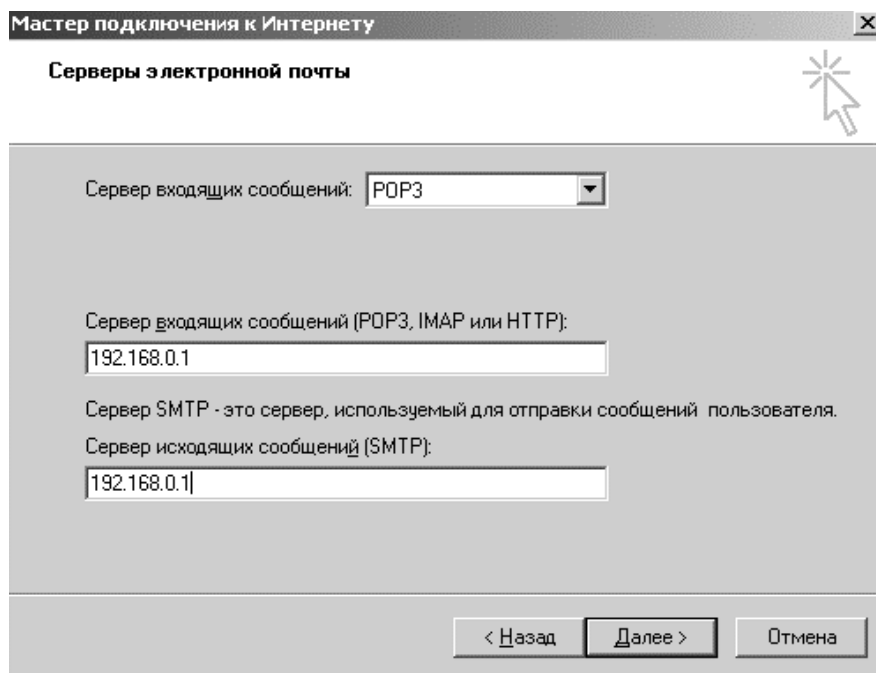 Мастер подключения к Интернету
Серверы электронной почты
Сервер входящих сообщений: POP3
Сервер входящих сообщений (POP3, IMAP или HTTP):
192.168.0.1
Сервер SMTP - это сервер, используемый для отправки сообщений пользователя.
Сервер исходящих сообщений (SMTP):
192.168.0.1
< Назад Далее > Отмена